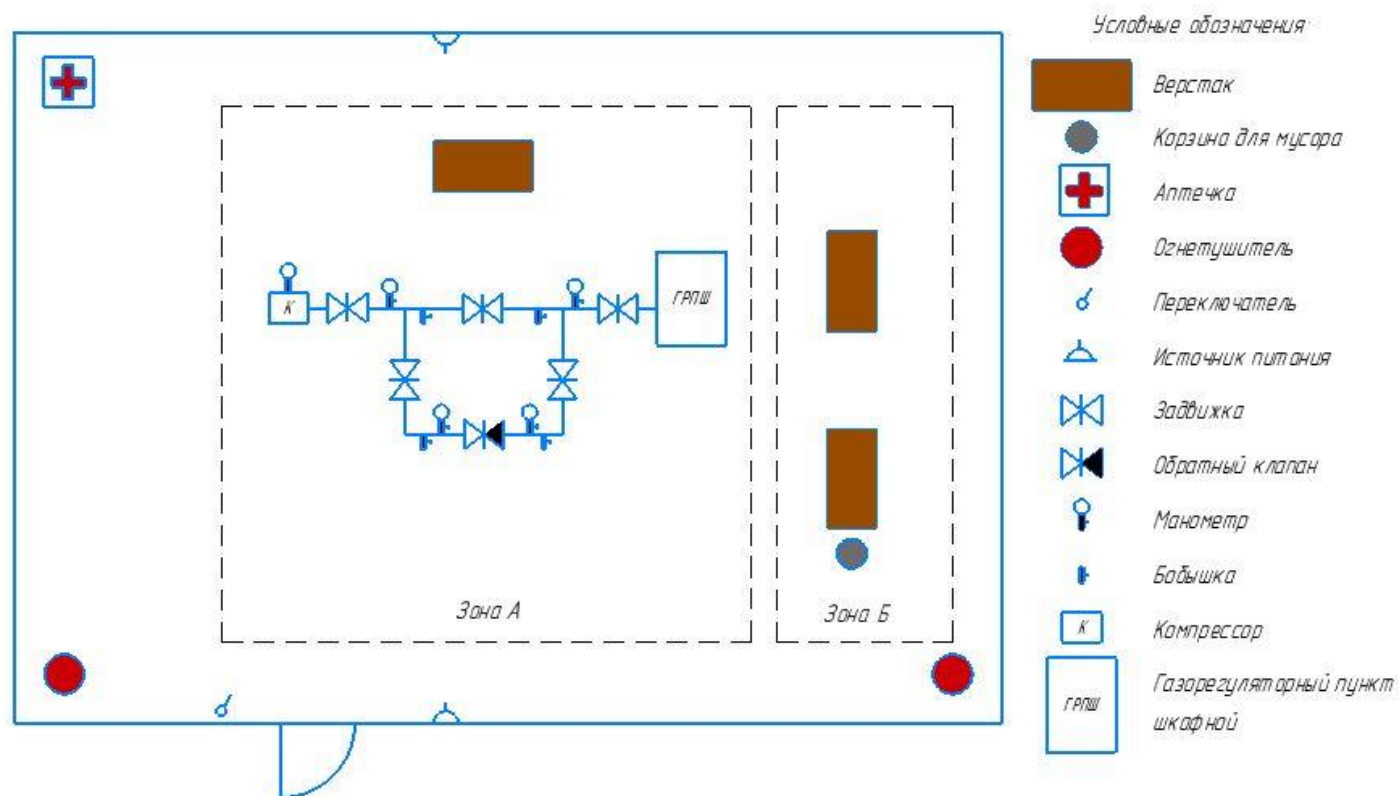 Условные обозначения
Верстак
Корзина для мусора
Аптечка
Огнетушитель
Переключатель
Источник питания
Задвижка
Обратный клапан
Манометр
Бобышка
К
Компрессор
ГРПШ
Газорегуляторный пункт
шкафной
К
ГРПШ
Зона А
Зона Б